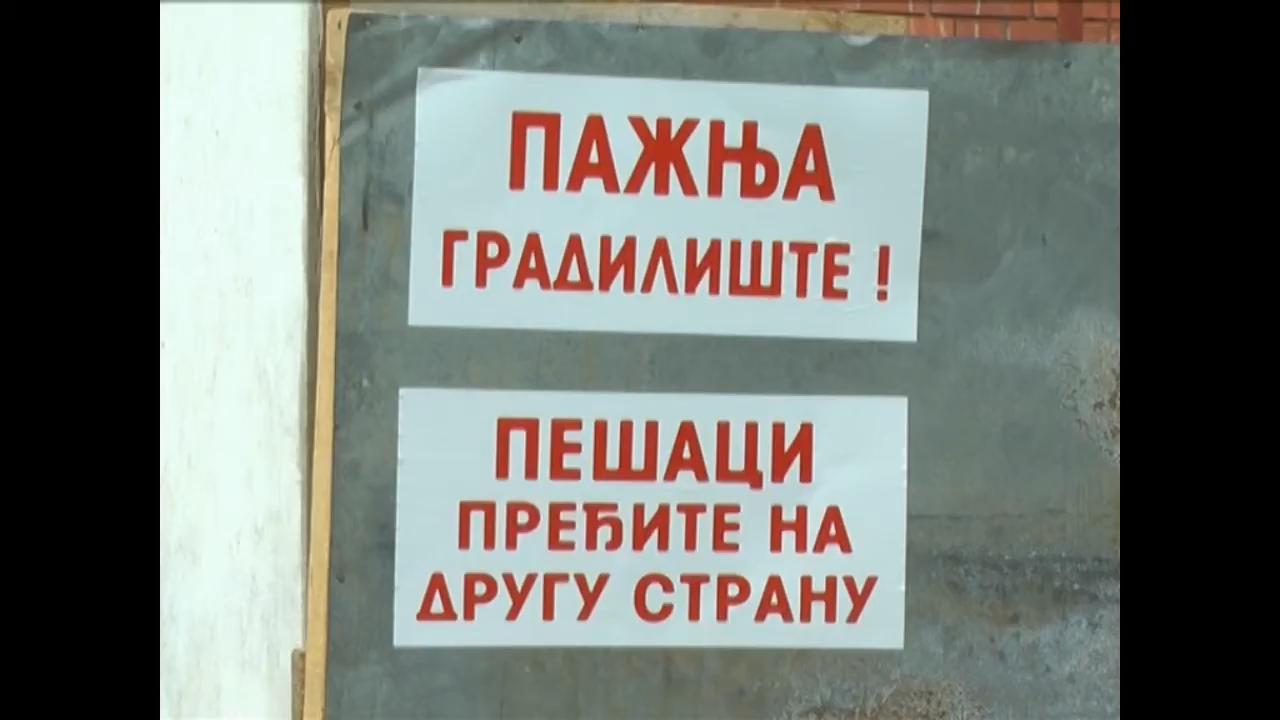 ПАЖЊА
ГРАДИЛИШТЕ !
ПЕШАЦИ
ПРЕЂИТЕ НА
ДРУГУ СТРАНУ